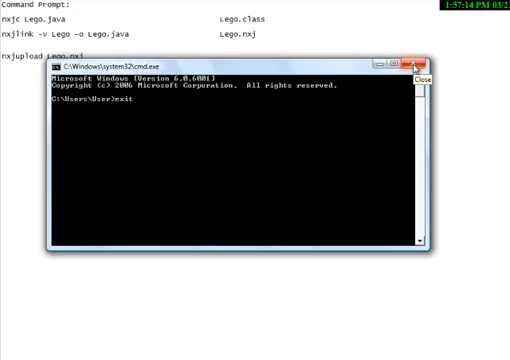 Command Prompt:
1:57:14 PM 03/2
nxjc Lego.java Lego.class
nxjlink -v Lego -o Lego.java Lego.nxj
nxjupload Lego.nxj
C:\Windows\system32\cmd.exe
Close
Microsoft Windows [Version 6.0.6001]
Copyright (c) 2006 Microsoft Corporation. All rights reserved.
C:\Users\User>exit